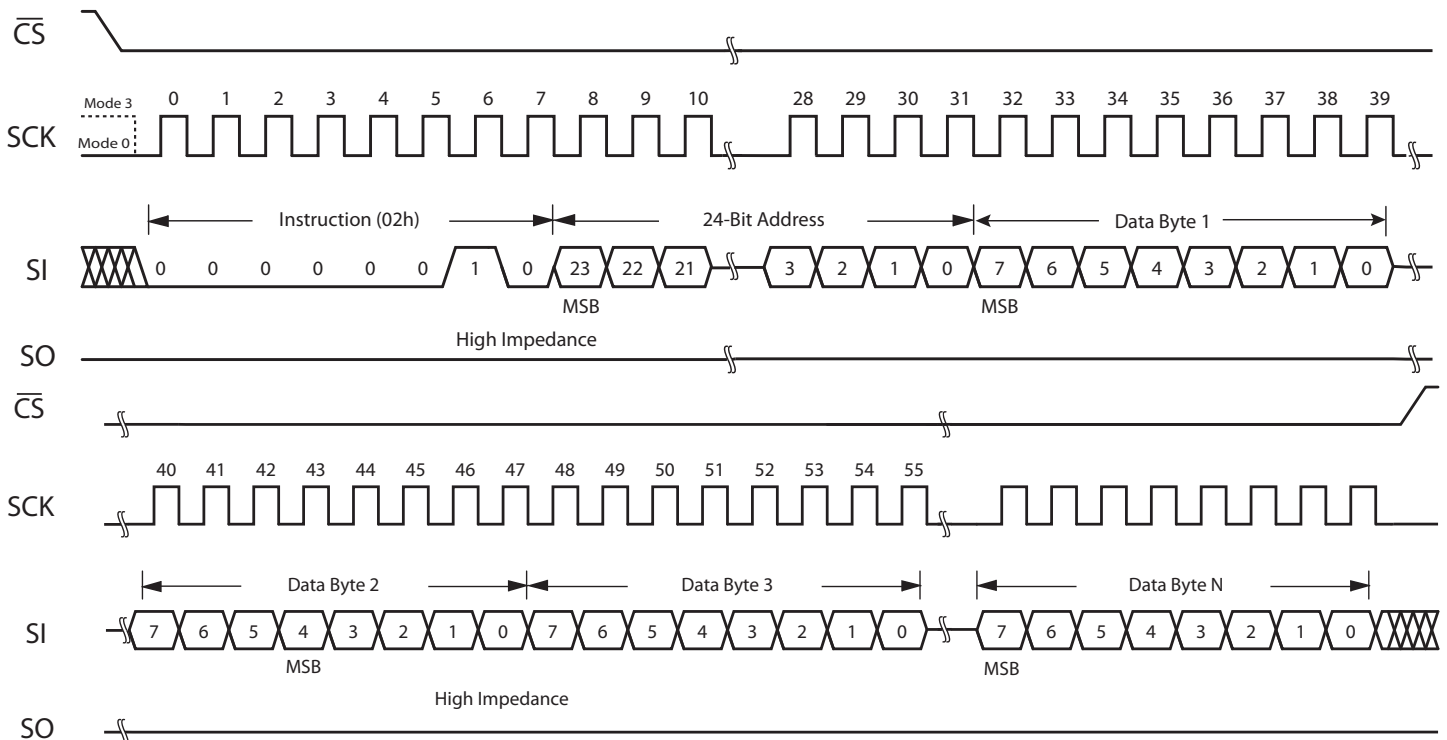 CS
Mode 3
Mode 0
SCK
0 1 2 3 4 5 6 7 8 9 10 28 29 30 31 32 33 34 35 36 37 38 39
Instruction (02h) 24-Bit Address Data Byte 1
SI
0 0 0 0 0 0 1 0 23 22 21 3 2 1 0 7 6 5 4 3 2 1 0
MSB MSB
High Impedance
SO
CS
40 41 42 43 44 45 46 47 48 49 50 51 52 53 54 55
SCK
Data Byte 2 Data Byte 3 Data Byte N
SI
7 6 5 4 3 2 1 0 7 6 5 4 3 2 1 0 7 6 5 4 3 2 1 0
MSB MSB
High Impedance
SO